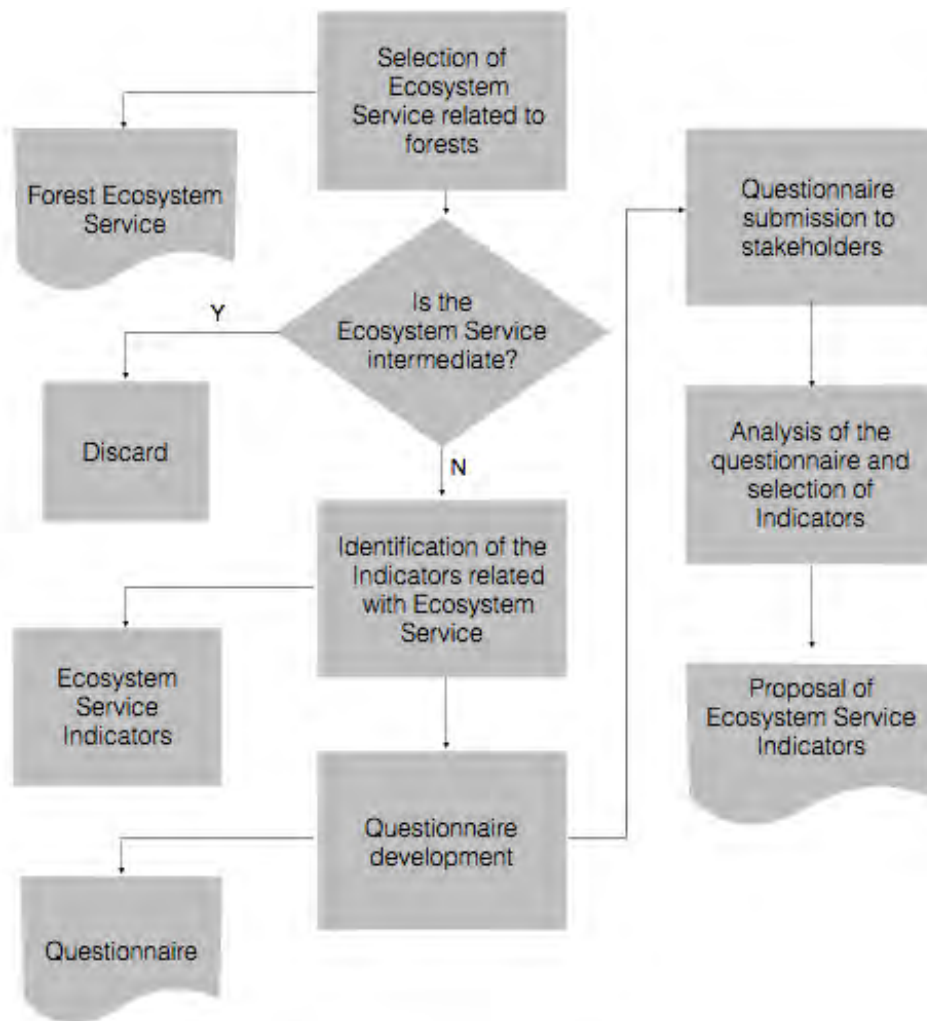 Selection of
Ecosystem
Service related to
forests
Forest Ecosystem
Service
Is the
Ecosystem Service
intermediate?
Y
Discard
N
Identification of the
Indicators related
with Ecosystem
Service
Ecosystem
Service
Indicators
Questionnaire
development
Questionnaire
Questionnaire
submission to
stakeholders
Analysis of the
questionnaire and
selection of
Indicators
Proposal of
Ecosystem Service
Indicators